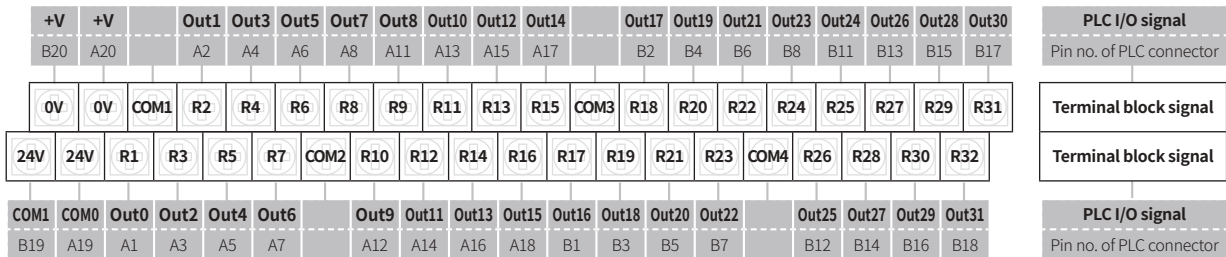 +V +V Out1 Out3 Out5 Out7 Out8 Out10 Out12 Out14 Out17 Out19 Out21 Out23 Out24 Out26 Out28 Out30 PLC I/O signal
B20 A20 A2 A4 A6 A8 A11 A13 A15 A17 B2 B4 B6 B8 B11 B13 B15 B17 Pin no. of PLC connector
0V 0V COM1 R2 R4 R6 R8 R9 R11 R13 R15 COM3 R18 R20 R22 R24 R25 R27 R29 R31 Terminal block signal
24V 24V R1 R3 R5 R7 COM2 R10 R12 R14 R16 R17 R19 R21 R23 COM4 R26 R28 R30 R32 Terminal block signal
COM1 COM0 Out0 Out2 Out4 Out6 Out9 Out11 Out13 Out15 Out16 Out18 Out20 Out22 Out25 Out27 Out29 Out31 PLC I/O signal
B19 A19 A1 A3 A5 A7 A12 A14 A16 A18 B1 B3 B5 B7 B12 B14 B16 B18 Pin no. of PLC connector